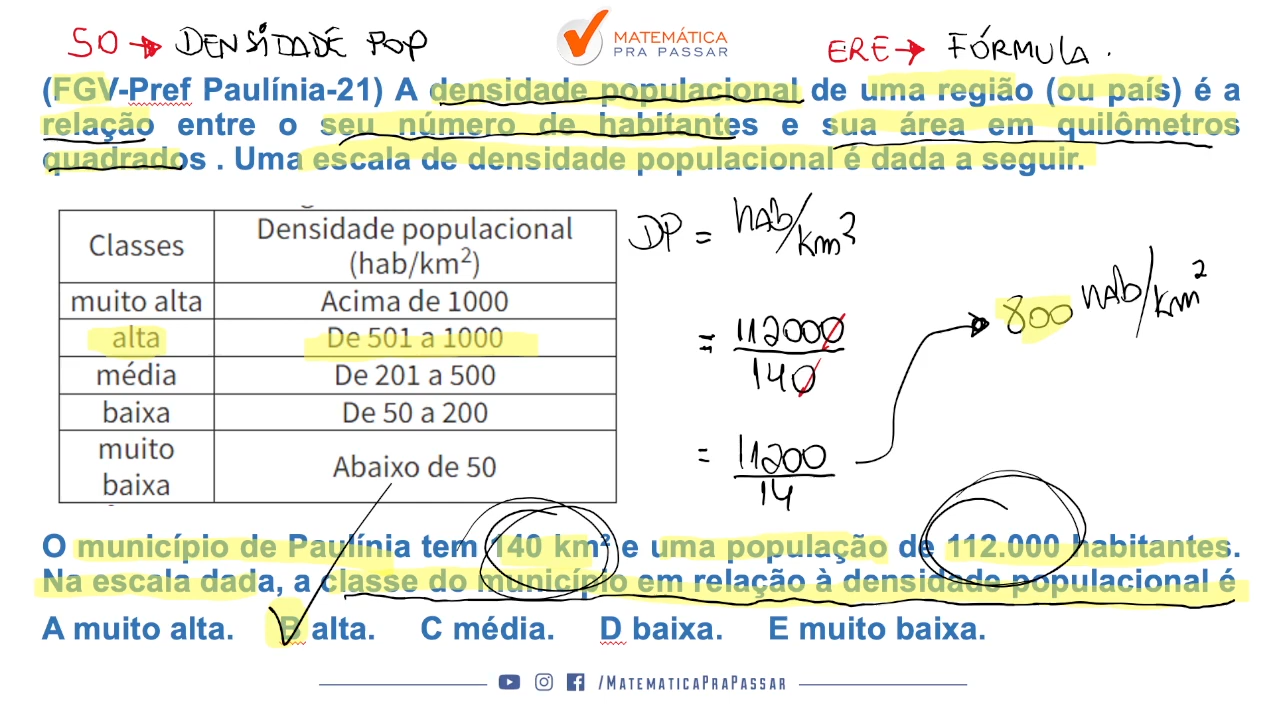 SO → DENSIDADE POP
MATEMÁTICA
PRA PASSAR
ERE → FÓRMULA.
(FGV-Pref Paulínia-21) A densidade populacional de uma região (ou país) é a
relação entre o seu número de habitantes e sua área em quilômetros
quadrados . Uma escala de densidade populacional é dada a seguir.
Classes Densidade populacional
(hab/km²)
muito alta Acima de 1000
alta De 501 a 1000
média De 201 a 500
baixa De 50 a 200
muito
baixa Abaixo de 50
DP = hab/km²
= 112000/140
= 11200/14
800 hab/km²
O município de Paulínia tem 140 km² e uma população de 112.000 habitantes.
Na escala dada, a classe do município em relação à densidade populacional é
A muito alta. B alta. C média. D baixa. E muito baixa.
/MatematicaPraPassar